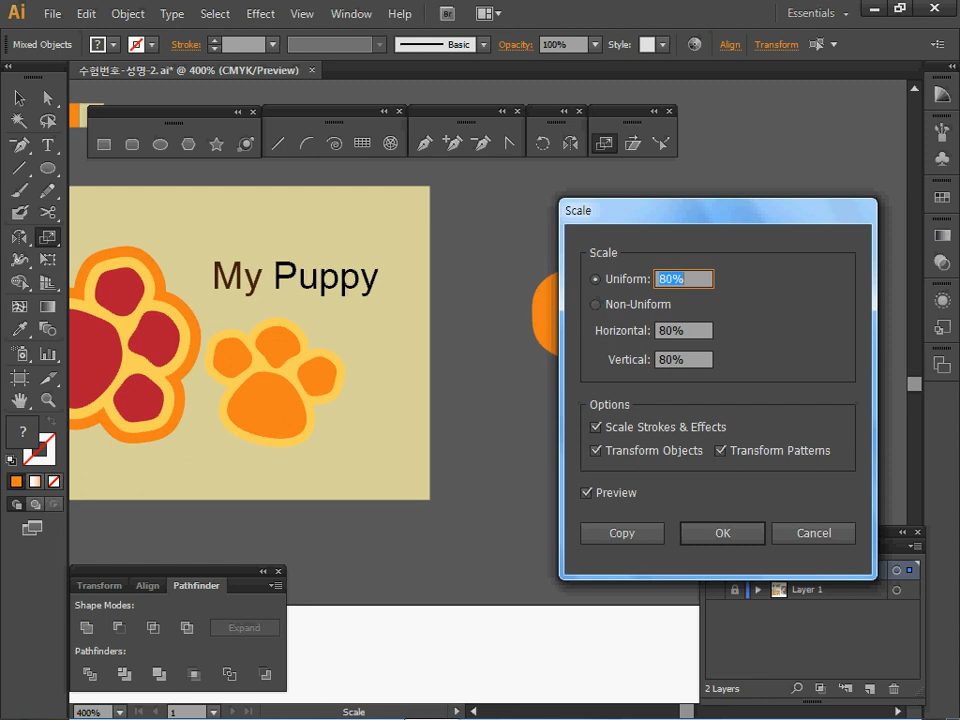 Ai File Edit Object Type Select Effect View Window Help Br Essentials
Mixed Objects ? Stroke: Basic Opacity: 100% Style: Align Transform
수험번호-성명-2.ai* @ 400% (CMYK/Preview) ×
T
My Puppy
?
Scale
Scale
Uniform: 80%
Non-Uniform
Horizontal: 80%
Vertical: 80%
Options
Scale Strokes & Effects
Transform Objects Transform Patterns
Preview
Copy OK Cancel
Transform Align Pathfinder
Shape Modes:
Expand
Pathfinders:
Layer 1
2 Layers
400% 1 Scale